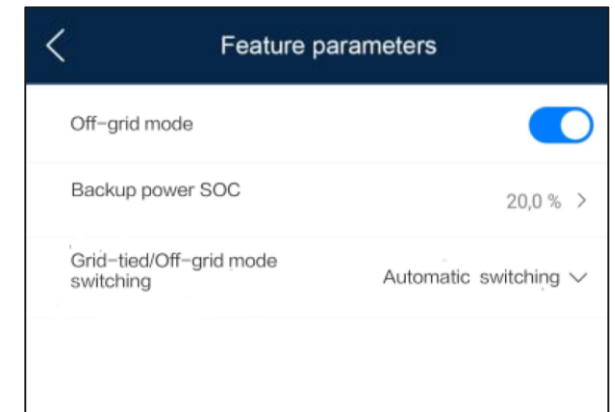 Feature parameters
Off-grid mode
Backup power SOC
20,0 %
Grid-tied/Off-grid mode
switching
Automatic switching